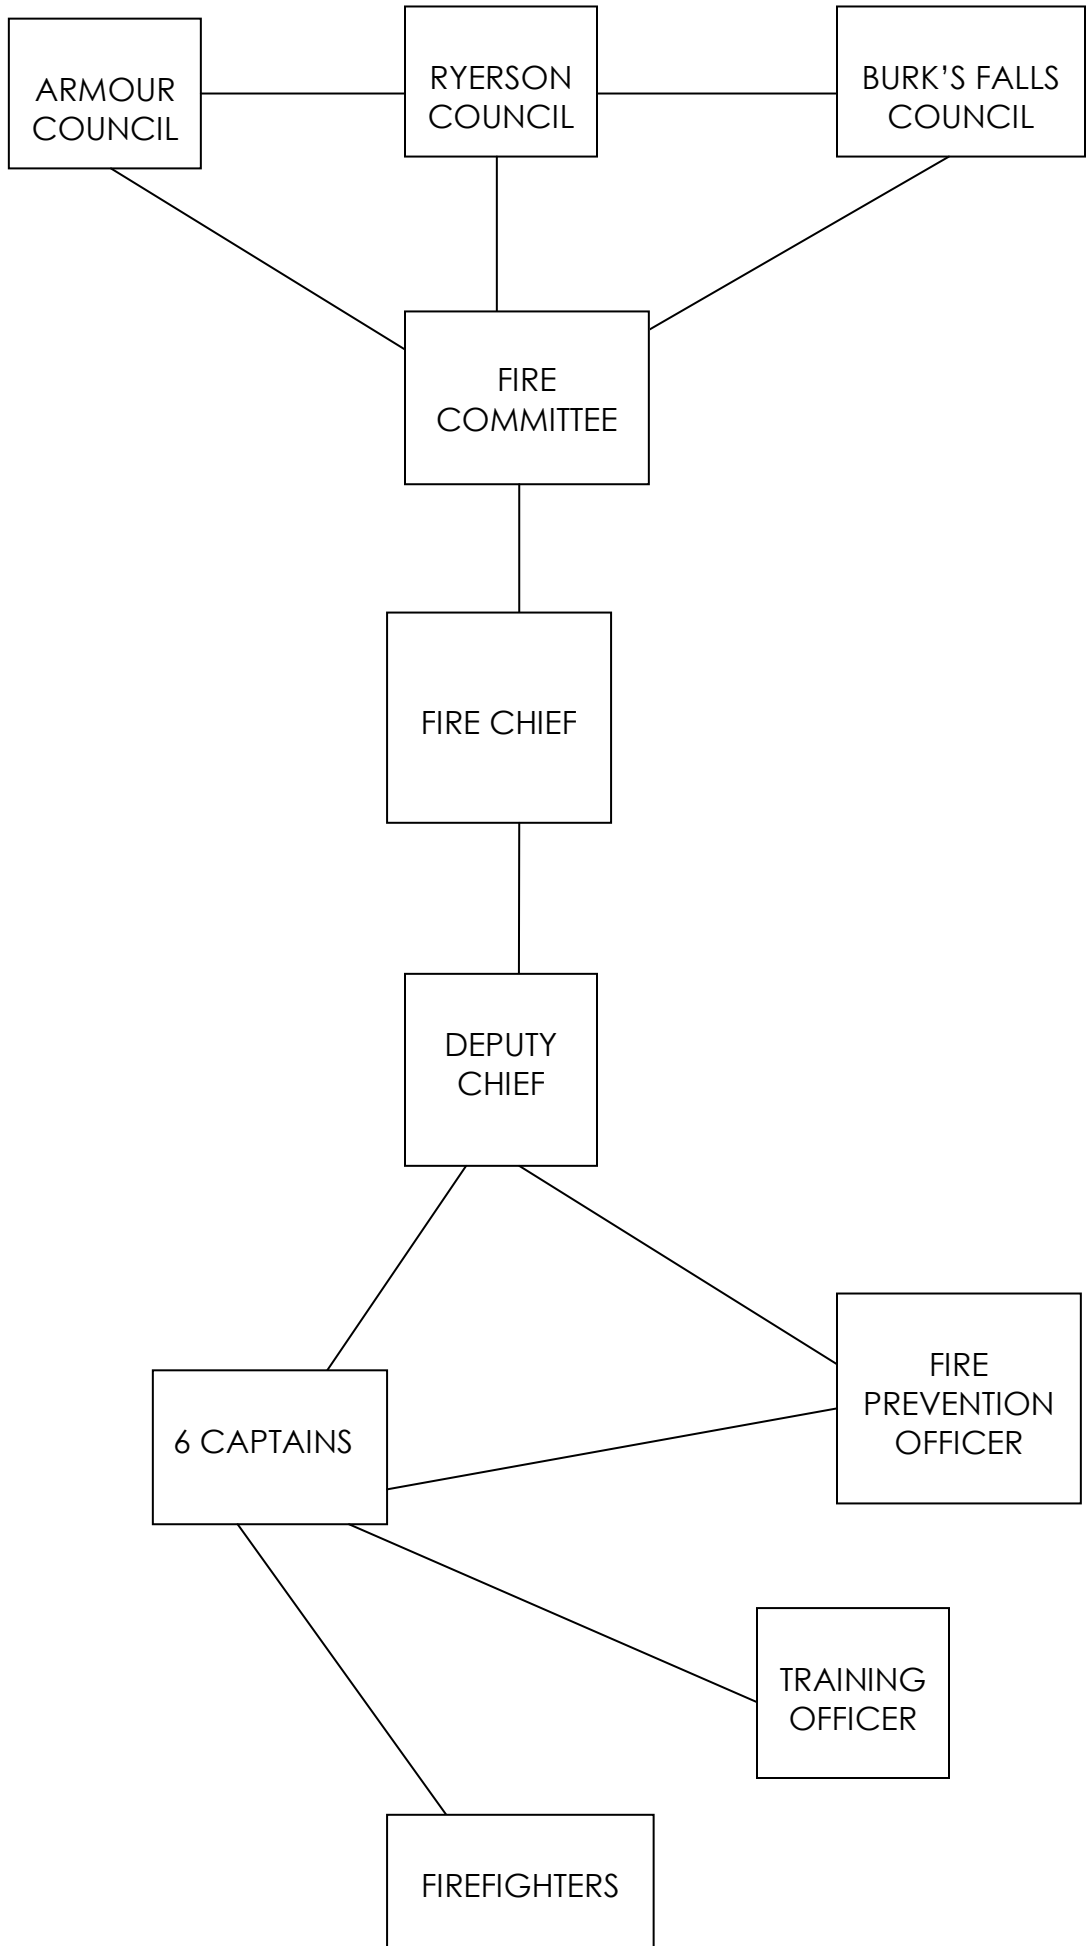 ARMOUR
COUNCIL
RYERSON
COUNCIL
BURK'S FALLS
COUNCIL
FIRE
COMMITTEE
FIRE CHIEF
DEPUTY
CHIEF
FIRE
PREVENTION
OFFICER
6 CAPTAINS
TRAINING
OFFICER
FIREFIGHTERS